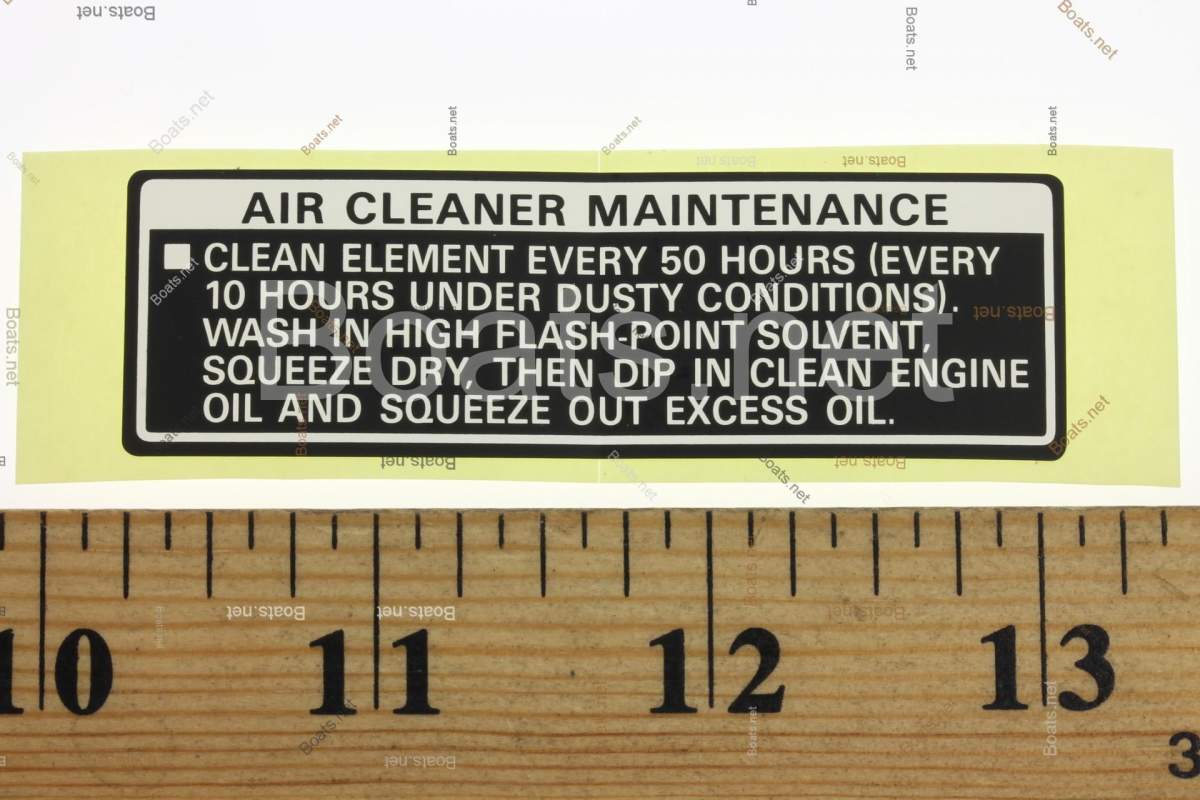 AIR CLEANER MAINTENANCE
CLEAN ELEMENT EVERY 50 HOURS (EVERY
10 HOURS UNDER DUSTY CONDITIONS).
WASH IN HIGH FLASH-POINT SOLVENT,
SQUEEZE DRY, THEN DIP IN CLEAN ENGINE
OIL AND SQUEEZE OUT EXCESS OIL.
Boats.net
10 11 12 13
3